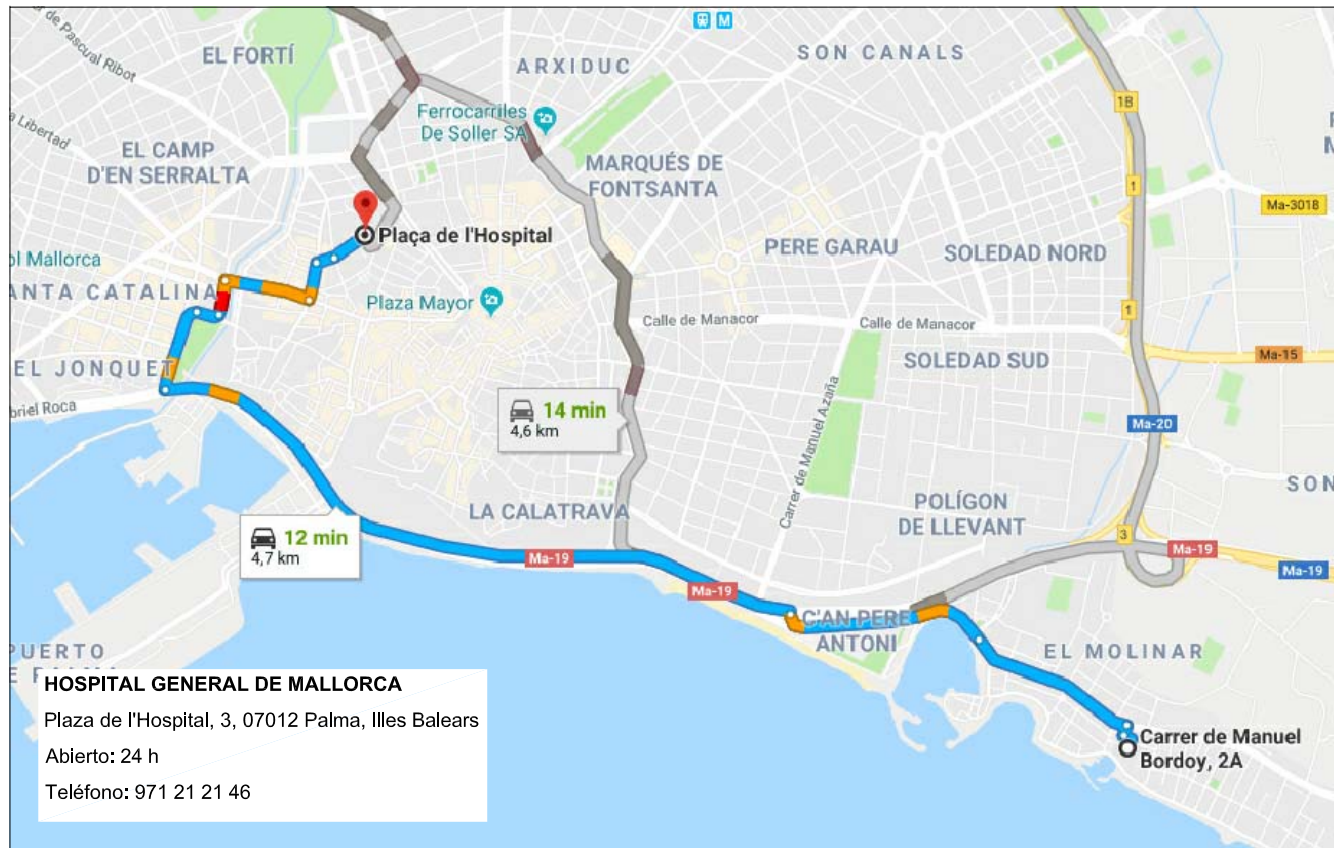 de Pascual Ribot
EL FORTÍ
ARXIDUC
M
SON CANALS
1B
a Libertad
Ferrocarriles
De Soller SA
EL CAMP
D'EN SERRALTA
MARQUÉS DE
FONTSANTA
1
Ma-3018
Plaça de l'Hospital
PERE GARAU
SOLEDAD NORD
ol Mallorca
ANTA CATALINA
Plaza Mayor
Calle de Manacor
Calle de Manacor
1
SOLEDAD SUD
Ma-15
EL JONQUET
briel Roca
14 min
4,6 km
Carrer de Manuel Azaña
Ma-20
SON
LA CALATRAVA
POLÍGON
DE LLEVANT
12 min
4,7 km
3
Ma-19
Ma-19
Ma-19
Ma-19
C'AN PERE
ANTONI
EL MOLINAR
PUERTO
HOSPITAL GENERAL DE MALLORCA
Plaza de l'Hospital, 3, 07012 Palma, Illes Balears
Abierto: 24 h
Teléfono: 971 21 21 46
Carrer de Manuel
Bordoy, 2A